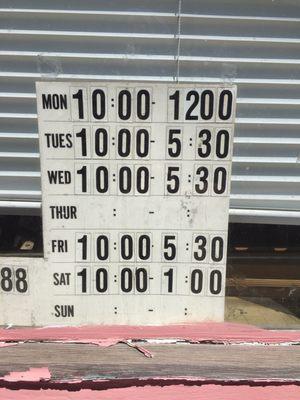 MON 10:00- 1200
TUES 10:00- 5:30
WED 10:00- 5:30
THUR : - :
FRI 10:00 5:30
SAT 10:00- 1:00
SUN : - :
88